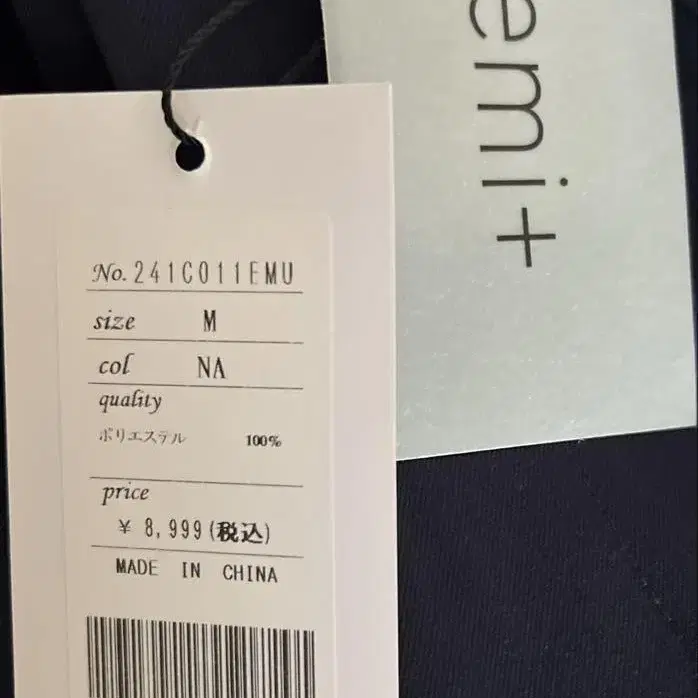 emi+
No. 241C011EMU
size M
col NA
quality
ポリエステル 100%
price
¥ 8,999(税込)
MADE IN CHINA